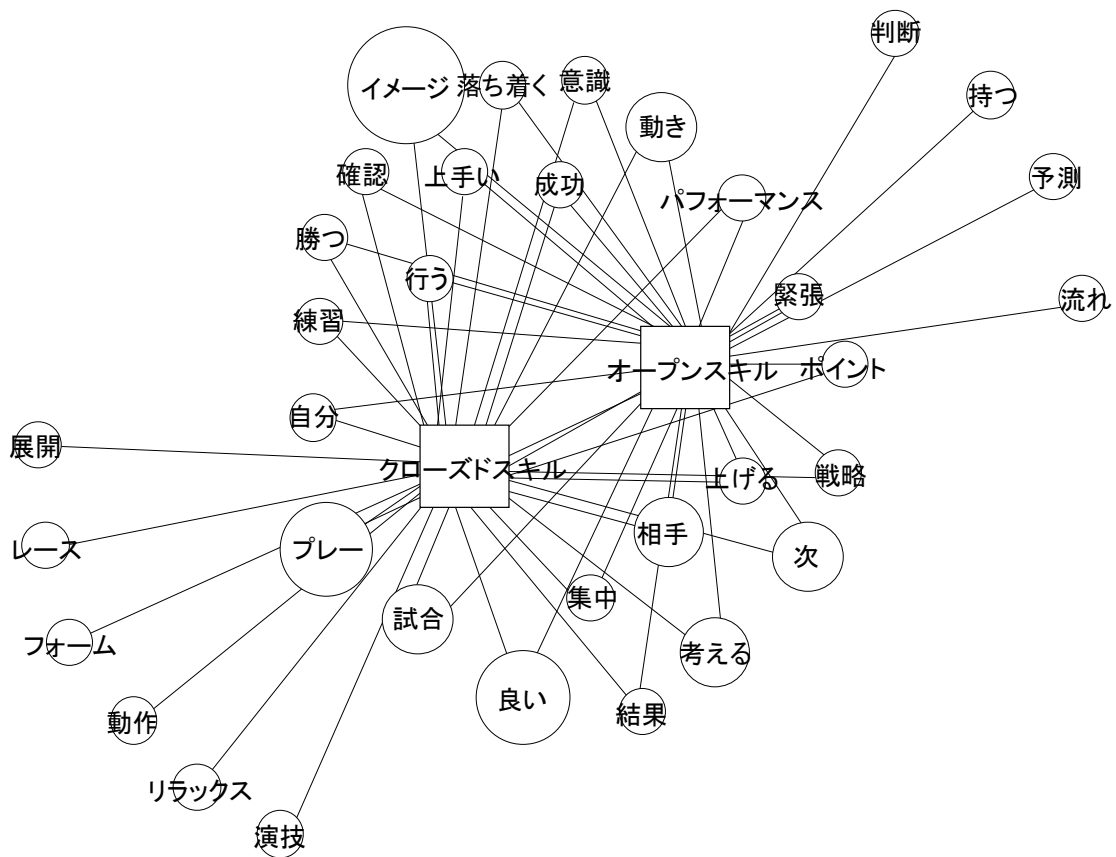 判断
イメージ
落ち着く
意識
持つ
動き
確認
上手い
成功
予測
パフォーマンス
勝つ
行う
緊張
流れ
練習
オープンスキル
ポイント
自分
展開
クローズドスキル
上げる
戦略
相手
レース
プレー
次
集中
試合
フォーム
考える
良い
結果
動作
リラックス
演技